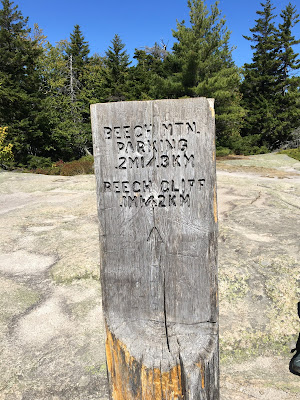 BEECH MTN.
PARKING
.2MI/.3KM
BEECH CLIFF
.1MI/.2KM